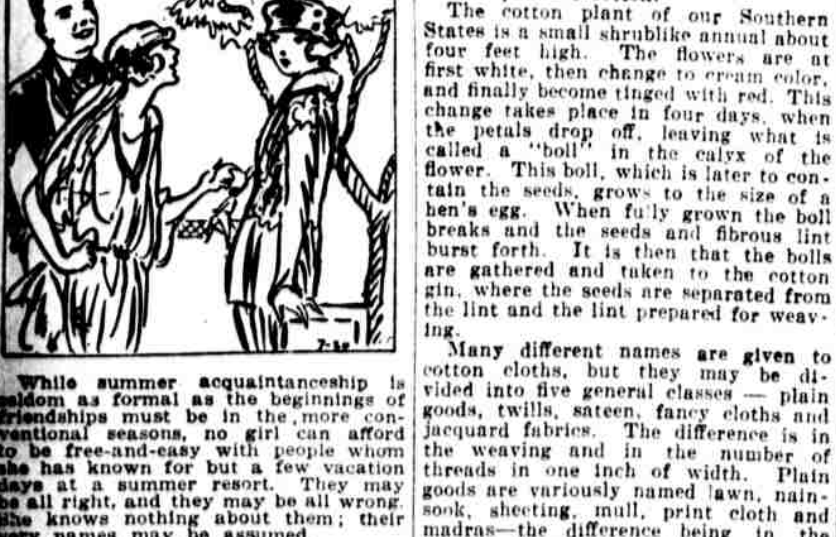 7-28
While summer acquaintanceship is
seldom as formal as the beginnings of
friendships must be in the more con-
ventional seasons, no girl can afford
to be free-and-easy with people whom
she has known for but a few vacation
days at a summer resort. They may
be all right, and they may be all wrong.
She knows nothing about them; their
very names may be assumed
The cotton plant of our Southern
States is a small shrublike annual about
four feet high. The flowers are at
first white, then change to cream color,
and finally become tinged with red. This
change takes place in four days, when
the petals drop off, leaving what is
called a "boll" in the calyx of the
flower. This boll, which is later to con-
tain the seeds, grows to the size of a
hen's egg. When fully grown the boll
breaks and the seeds and fibrous lint
burst forth. It is then that the bolls
are gathered and taken to the cotton
gin, where the seeds are separated from
the lint and the lint prepared for weav-
ing.
Many different names are given to
cotton cloths, but they may be di-
vided into five general classes — plain
goods, twills, sateen, fancy cloths and
jacquard fabrics. The difference is in
the weaving and in the number of
threads in one inch of width. Plain
goods are variously named lawn, nain-
sook, sheeting, mull, print cloth and
madras—the difference being in the